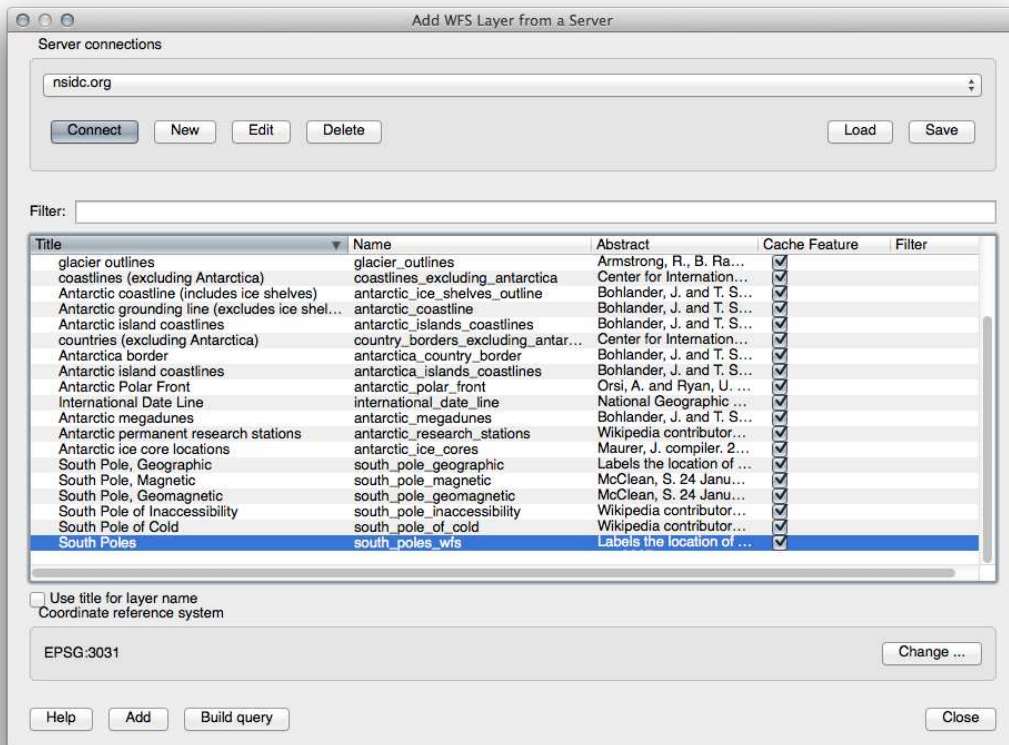 Add WFS Layer from a Server
Server connections
nsidc.org
Connect New Edit Delete Load Save
Filter:
Title Name Abstract Cache Feature Filter
glacier outlines glacier_outlines Armstrong, R., B. Ra...
coastlines (excluding Antarctica) coastlines_excluding_antarctica Center for Internation...
Antarctic coastline (includes ice shelves) antarctic_ice_shelves_outline Bohlander, J. and T. S...
Antarctic grounding line (excludes ice shel... antarctic_coastline Bohlander, J. and T. S...
Antarctic island coastlines antarctic_islands_coastlines Bohlander, J. and T. S...
countries (excluding Antarctica) country_borders_excluding_antar... Center for Internation...
Antarctica border antarctica_country_border Bohlander, J. and T. S...
Antarctic island coastlines antarctica_islands_coastlines Bohlander, J. and T. S...
Antarctic Polar Front antarctic_polar_front Orsi, A. and Ryan, U. ...
International Date Line international_date_line National Geographic ...
Antarctic megadunes antarctic_megadunes Bohlander, J. and T. S...
Antarctic permanent research stations antarctic_research_stations Wikipedia contributor...
Antarctic ice core locations antarctic_ice_cores Maurer, J. compiler. 2...
South Pole, Geographic south_pole_geographic Labels the location of ...
South Pole, Magnetic south_pole_magnetic McClean, S. 24 Janu...
South Pole, Geomagnetic south_pole_geomagnetic McClean, S. 24 Janu...
South Pole of Inaccessibility south_pole_inaccessibility Wikipedia contributor...
South Pole of Cold south_pole_of_cold Wikipedia contributor...
South Poles south_poles_wfs Labels the location of ...
Use title for layer name
Coordinate reference system
EPSG:3031 Change ...
Help Add Build query Close